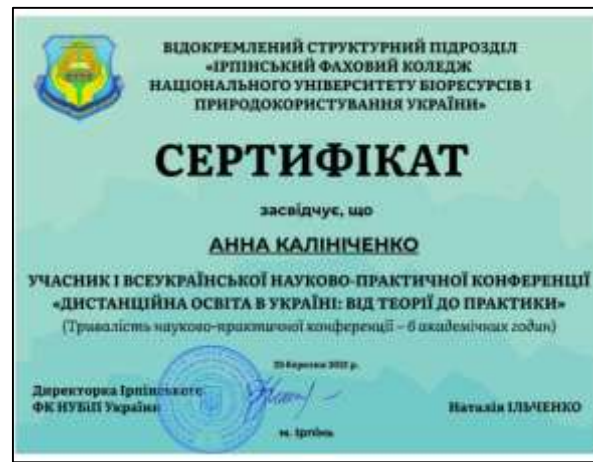 ВІДОКРЕМЛЕНИЙ СТРУКТУРНИЙ ПІДРОЗДІЛ
«ІРПІНСЬКИЙ ФАХОВИЙ КОЛЕДЖ
НАЦІОНАЛЬНОГО УНІВЕРСИТЕТУ БІОРЕСУРСІВ І
ПРИРОДОКОРИСТУВАННЯ УКРАЇНИ»
СЕРТИФІКАТ
засвідчує, що
АННА КАЛІНІЧЕНКО
УЧАСНИК І ВСЕУКРАЇНСЬКОЇ НАУКОВО-ПРАКТИЧНОЇ КОНФЕРЕНЦІЇ
«ДИСТАНЦІЙНА ОСВІТА В УКРАЇНІ: ВІД ТЕОРІЇ ДО ПРАКТИКИ»
(Тривалість науково-практичної конференції – 6 академічних годин)
березня р.
Директорка Ірпінського
ФК НУБіП України
Наталія ІЛЬЧЕНКО
м. Ірпінь